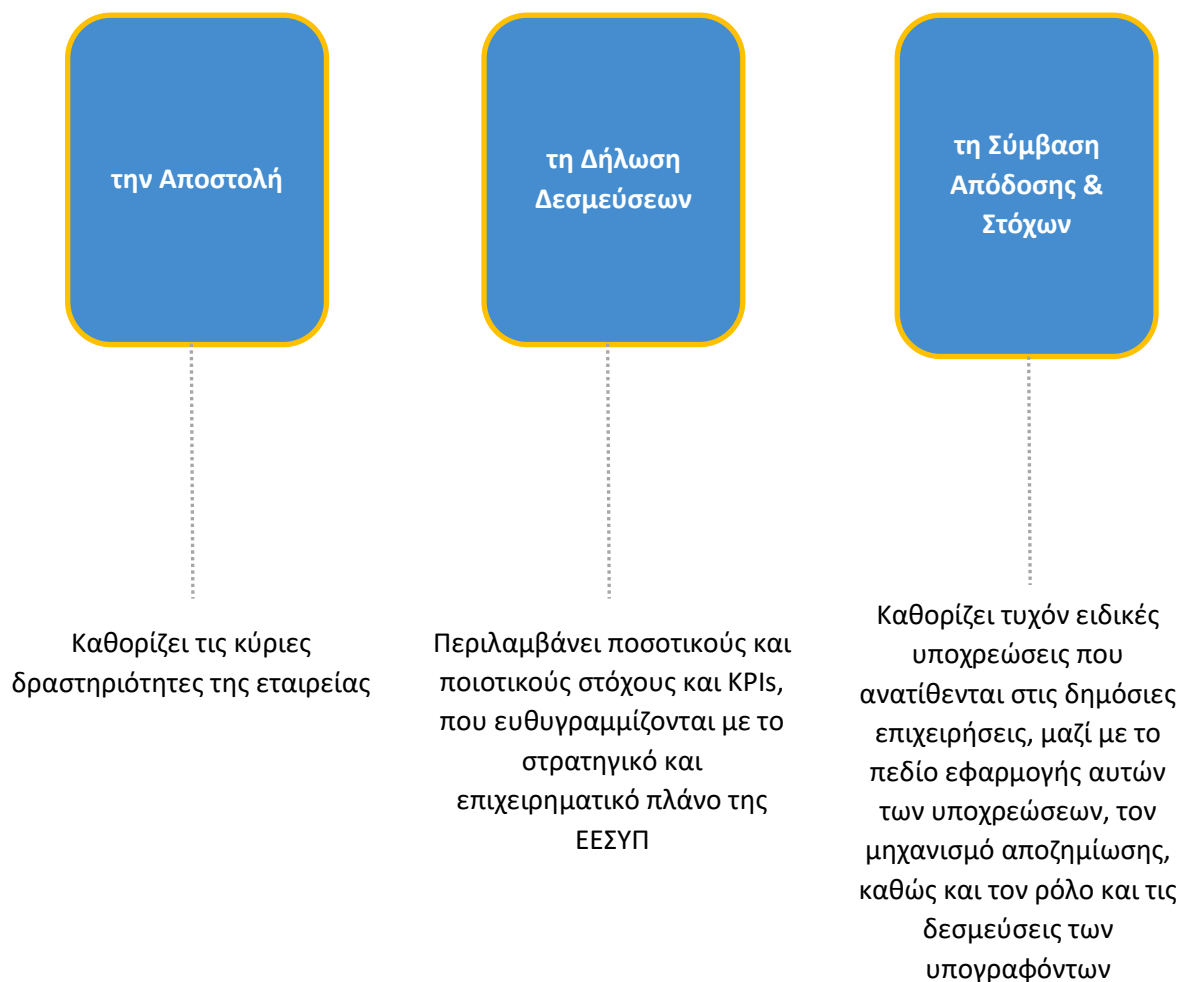 την Αποστολή
τη Δήλωση
Δεσμεύσεων
τη Σύμβαση
Απόδοσης &
Στόχων
Καθορίζει τις κύριες
δραστηριότητες της εταιρείας
Περιλαμβάνει ποσοτικούς και
ποιοτικούς στόχους και KPIs,
που ευθυγραμμίζονται με το
στρατηγικό και
επιχειρηματικό πλάνο της
ΕΕΣΥΠ
Καθορίζει τυχόν ειδικές
υποχρεώσεις που
ανατίθενται στις δημόσιες
επιχειρήσεις, μαζί με το
πεδίο εφαρμογής αυτών
των υποχρεώσεων, τον
μηχανισμό αποζημίωσης,
καθώς και τον ρόλο και τις
δεσμεύσεις των
υπογραφόντων